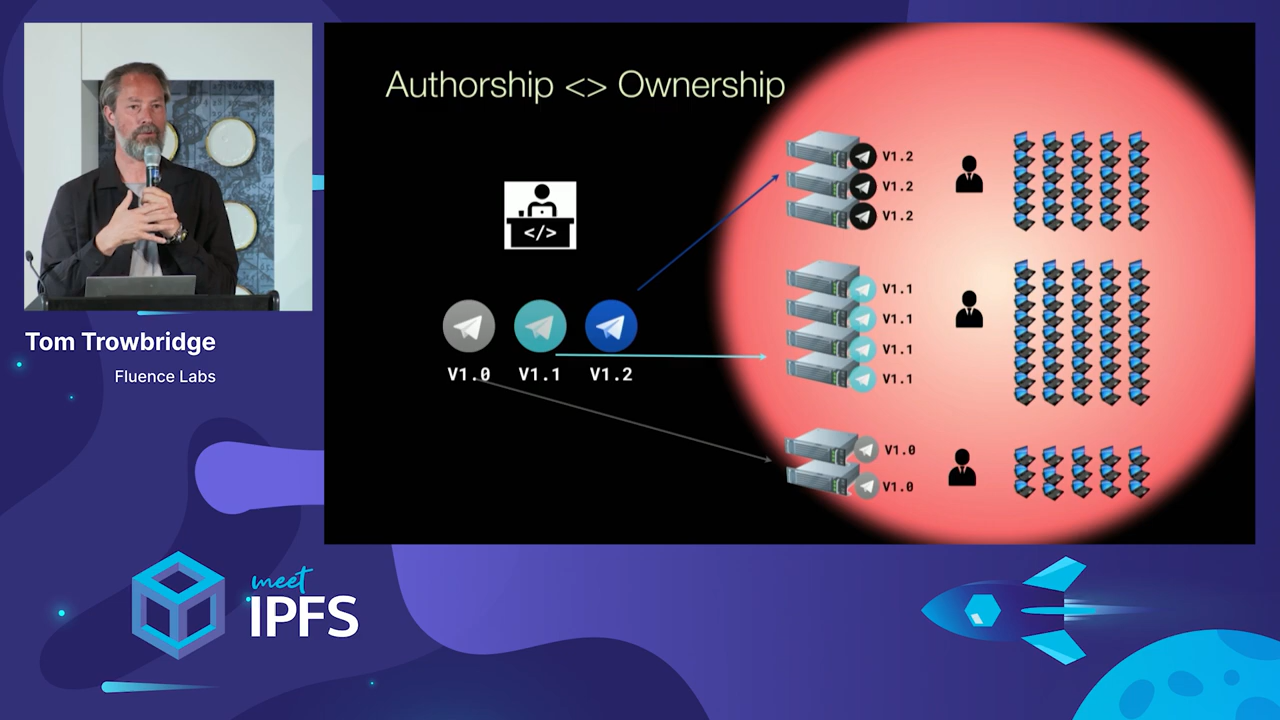 Authorship <> Ownership
</>
V1.0 V1.1 V1.2
V1.2
V1.2
V1.2
V1.1
V1.1
V1.1
V1.1
V1.0
V1.0
Tom Trowbridge
Fluence Labs
meet
IPFS